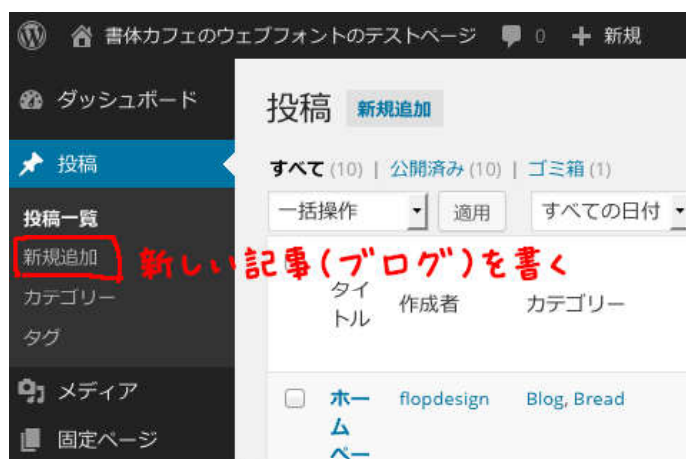 書体カフェのウェブフォントのテストページ 0 + 新規
ダッシュボード
投稿
投稿一覧
新規追加
カテゴリー
タグ
メディア
固定ページ
投稿 新規追加
すべて (10) | 公開済み (10) | ゴミ箱 (1)
一括操作 適用 すべての日付
新しい記事(ブログ)を書く
タイ
トル
作成者
カテゴリー
ホー
ム
ペー
flopdesign
Blog, Bread